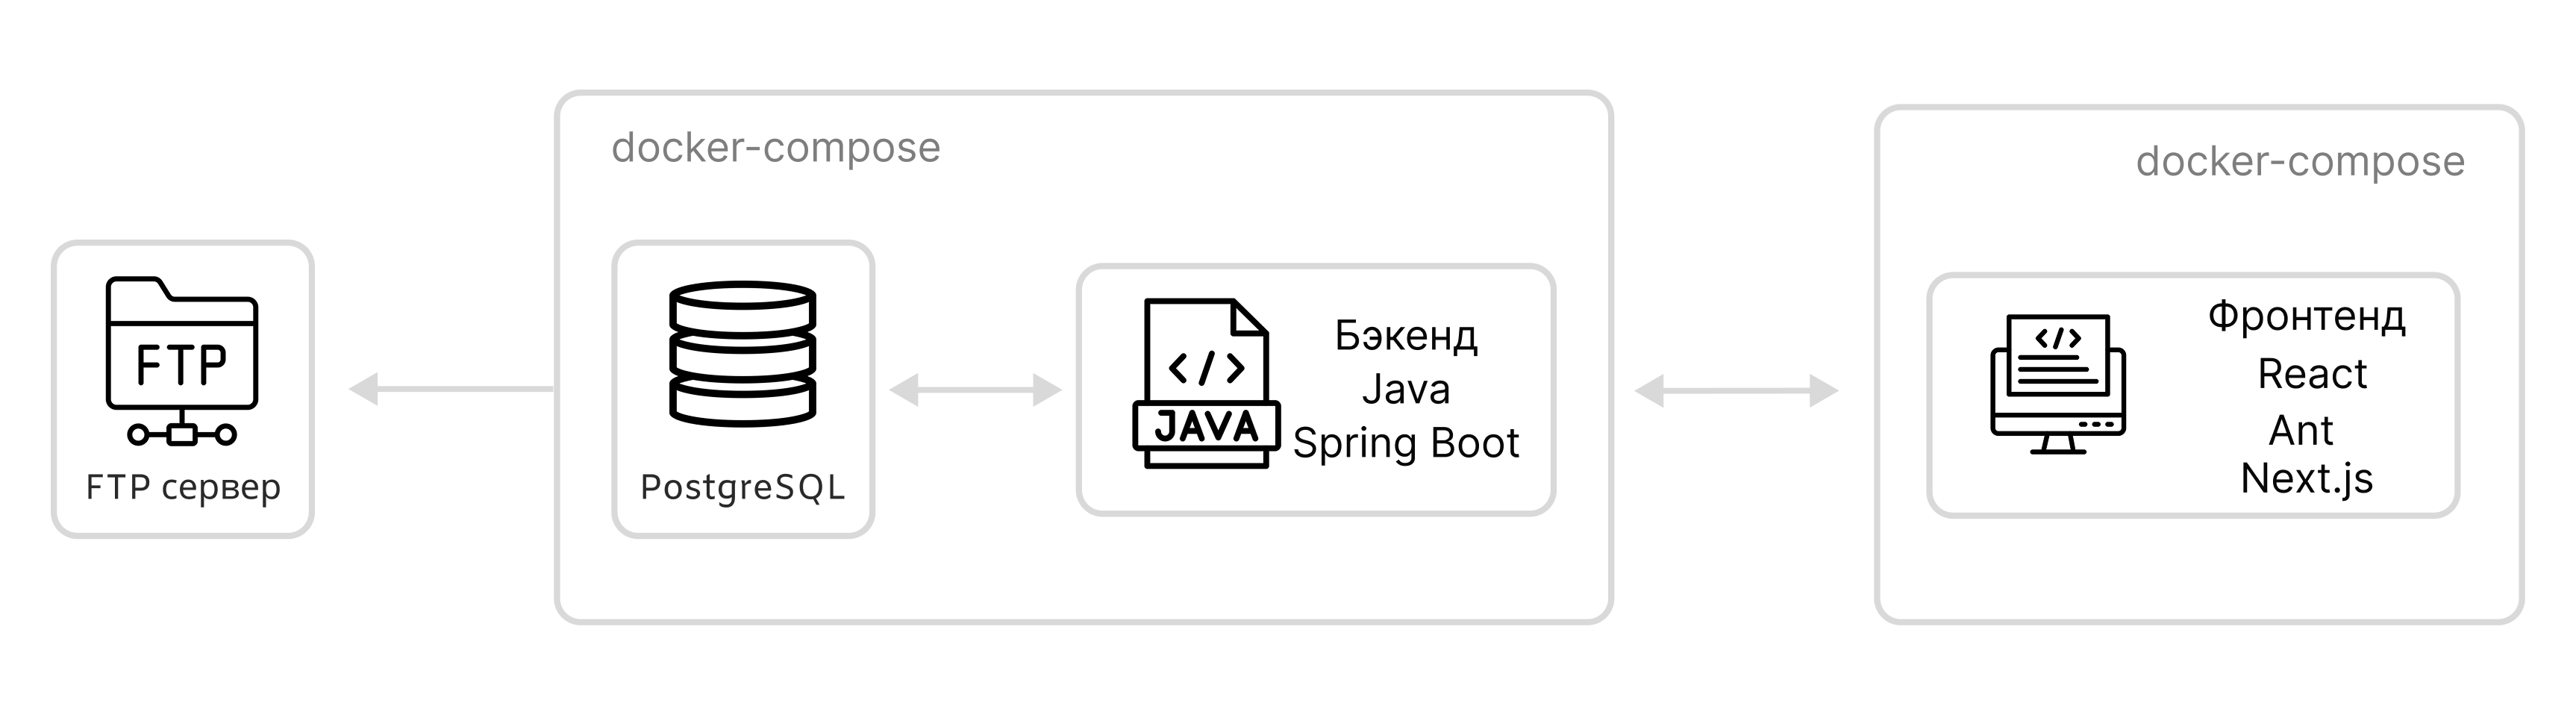 FTP
FTP сервер
docker-compose
PostgreSQL
</>
JAVA
Бэкенд
Java
Spring Boot
docker-compose
</>
Фронтенд
React
Ant
Next.js